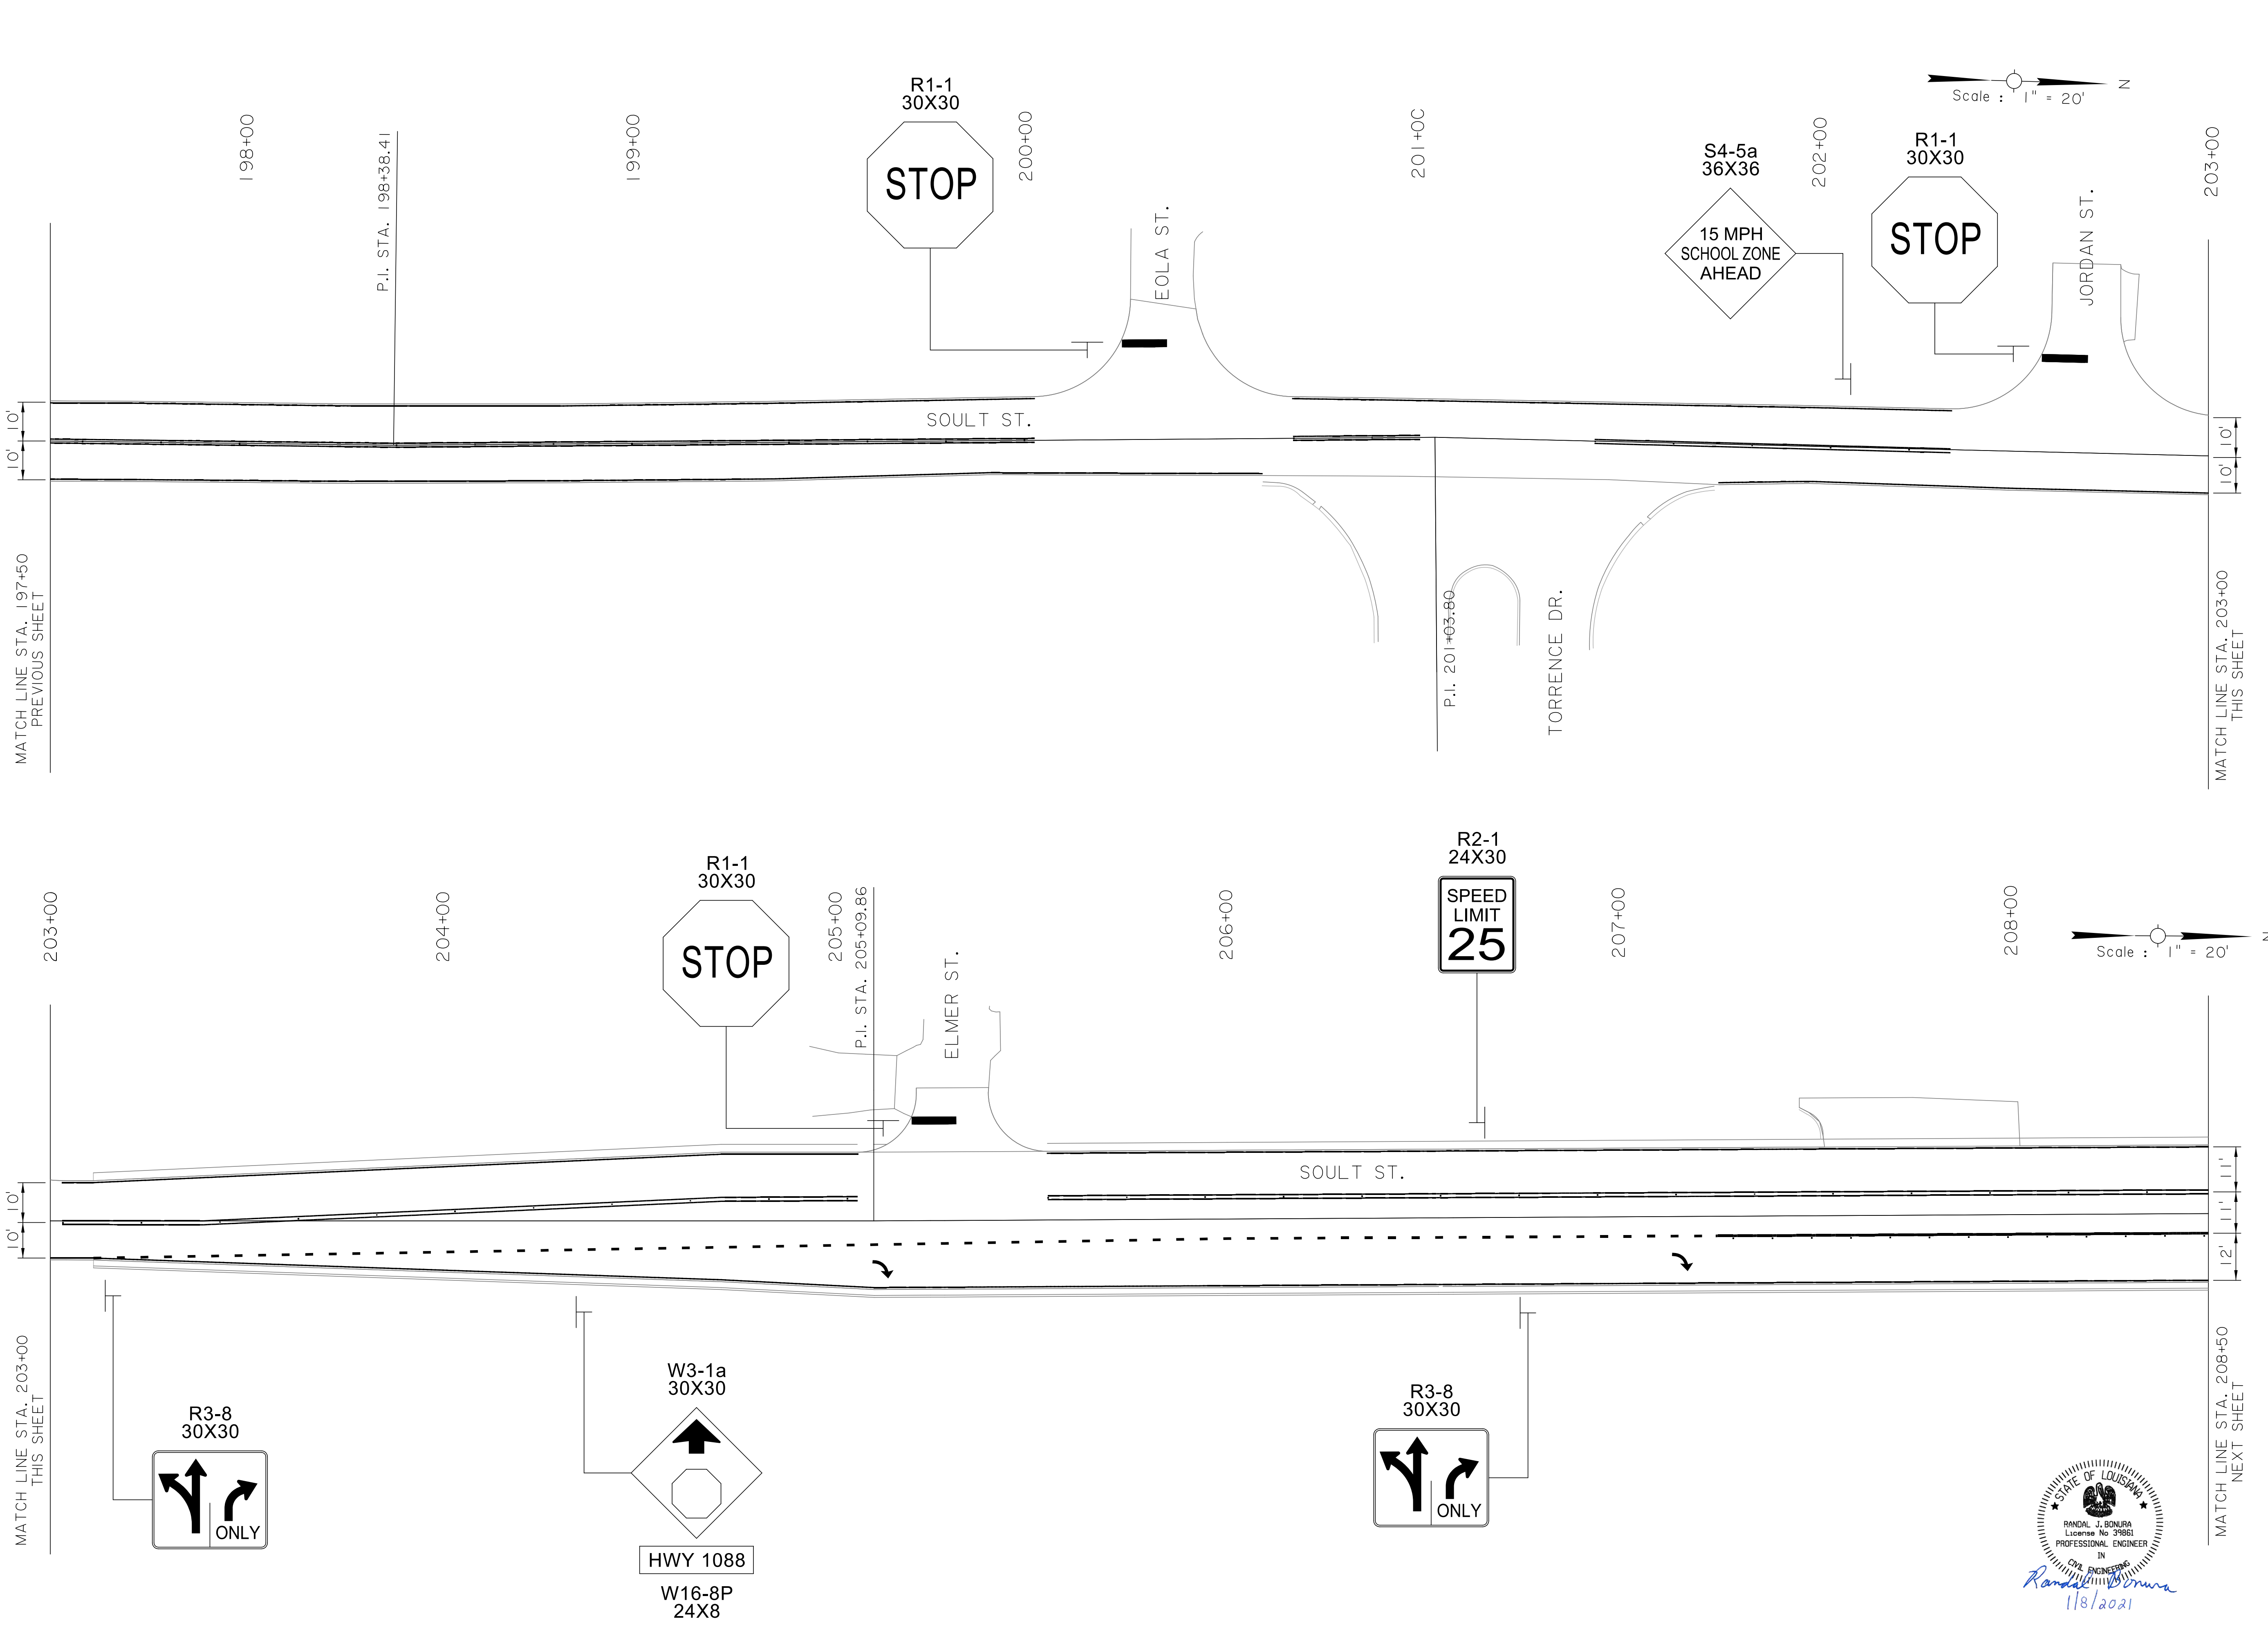 N
Scale : 1" = 20'
R1-1
30X30
STOP
198+00
P.I. STA. 198+38.41
199+00
200+00
201+0C
S4-5a
36X36
15 MPH
SCHOOL ZONE
AHEAD
202+00
R1-1
30X30
STOP
203+00
EOLA ST.
JORDAN ST.
SOULT ST.
10'
10'
10'
10'
MATCH LINE STA. 197+50
PREVIOUS SHEET
P.I. 201+03.80
TORRENCE DR.
MATCH LINE STA. 203+00
THIS SHEET
203+00
204+00
R1-1
30X30
STOP
205+00
P.I. STA. 205+09.86
ELMER ST.
206+00
R2-1
24X30
SPEED
LIMIT
25
207+00
208+00
N
Scale : 1" = 20'
SOULT ST.
10'
10'
11'
11'
12'
MATCH LINE STA. 203+00
THIS SHEET
R3-8
30X30
ONLY
W3-1a
30X30
HWY 1088
W16-8P
24X8
R3-8
30X30
ONLY
MATCH LINE STA. 208+50
NEXT SHEET
STATE OF LOUISIANA
RANDAL J. BONURA
License No 39861
PROFESSIONAL ENGINEER
IN
CIVIL ENGINEERING
Randal Bonura
1/8/2021